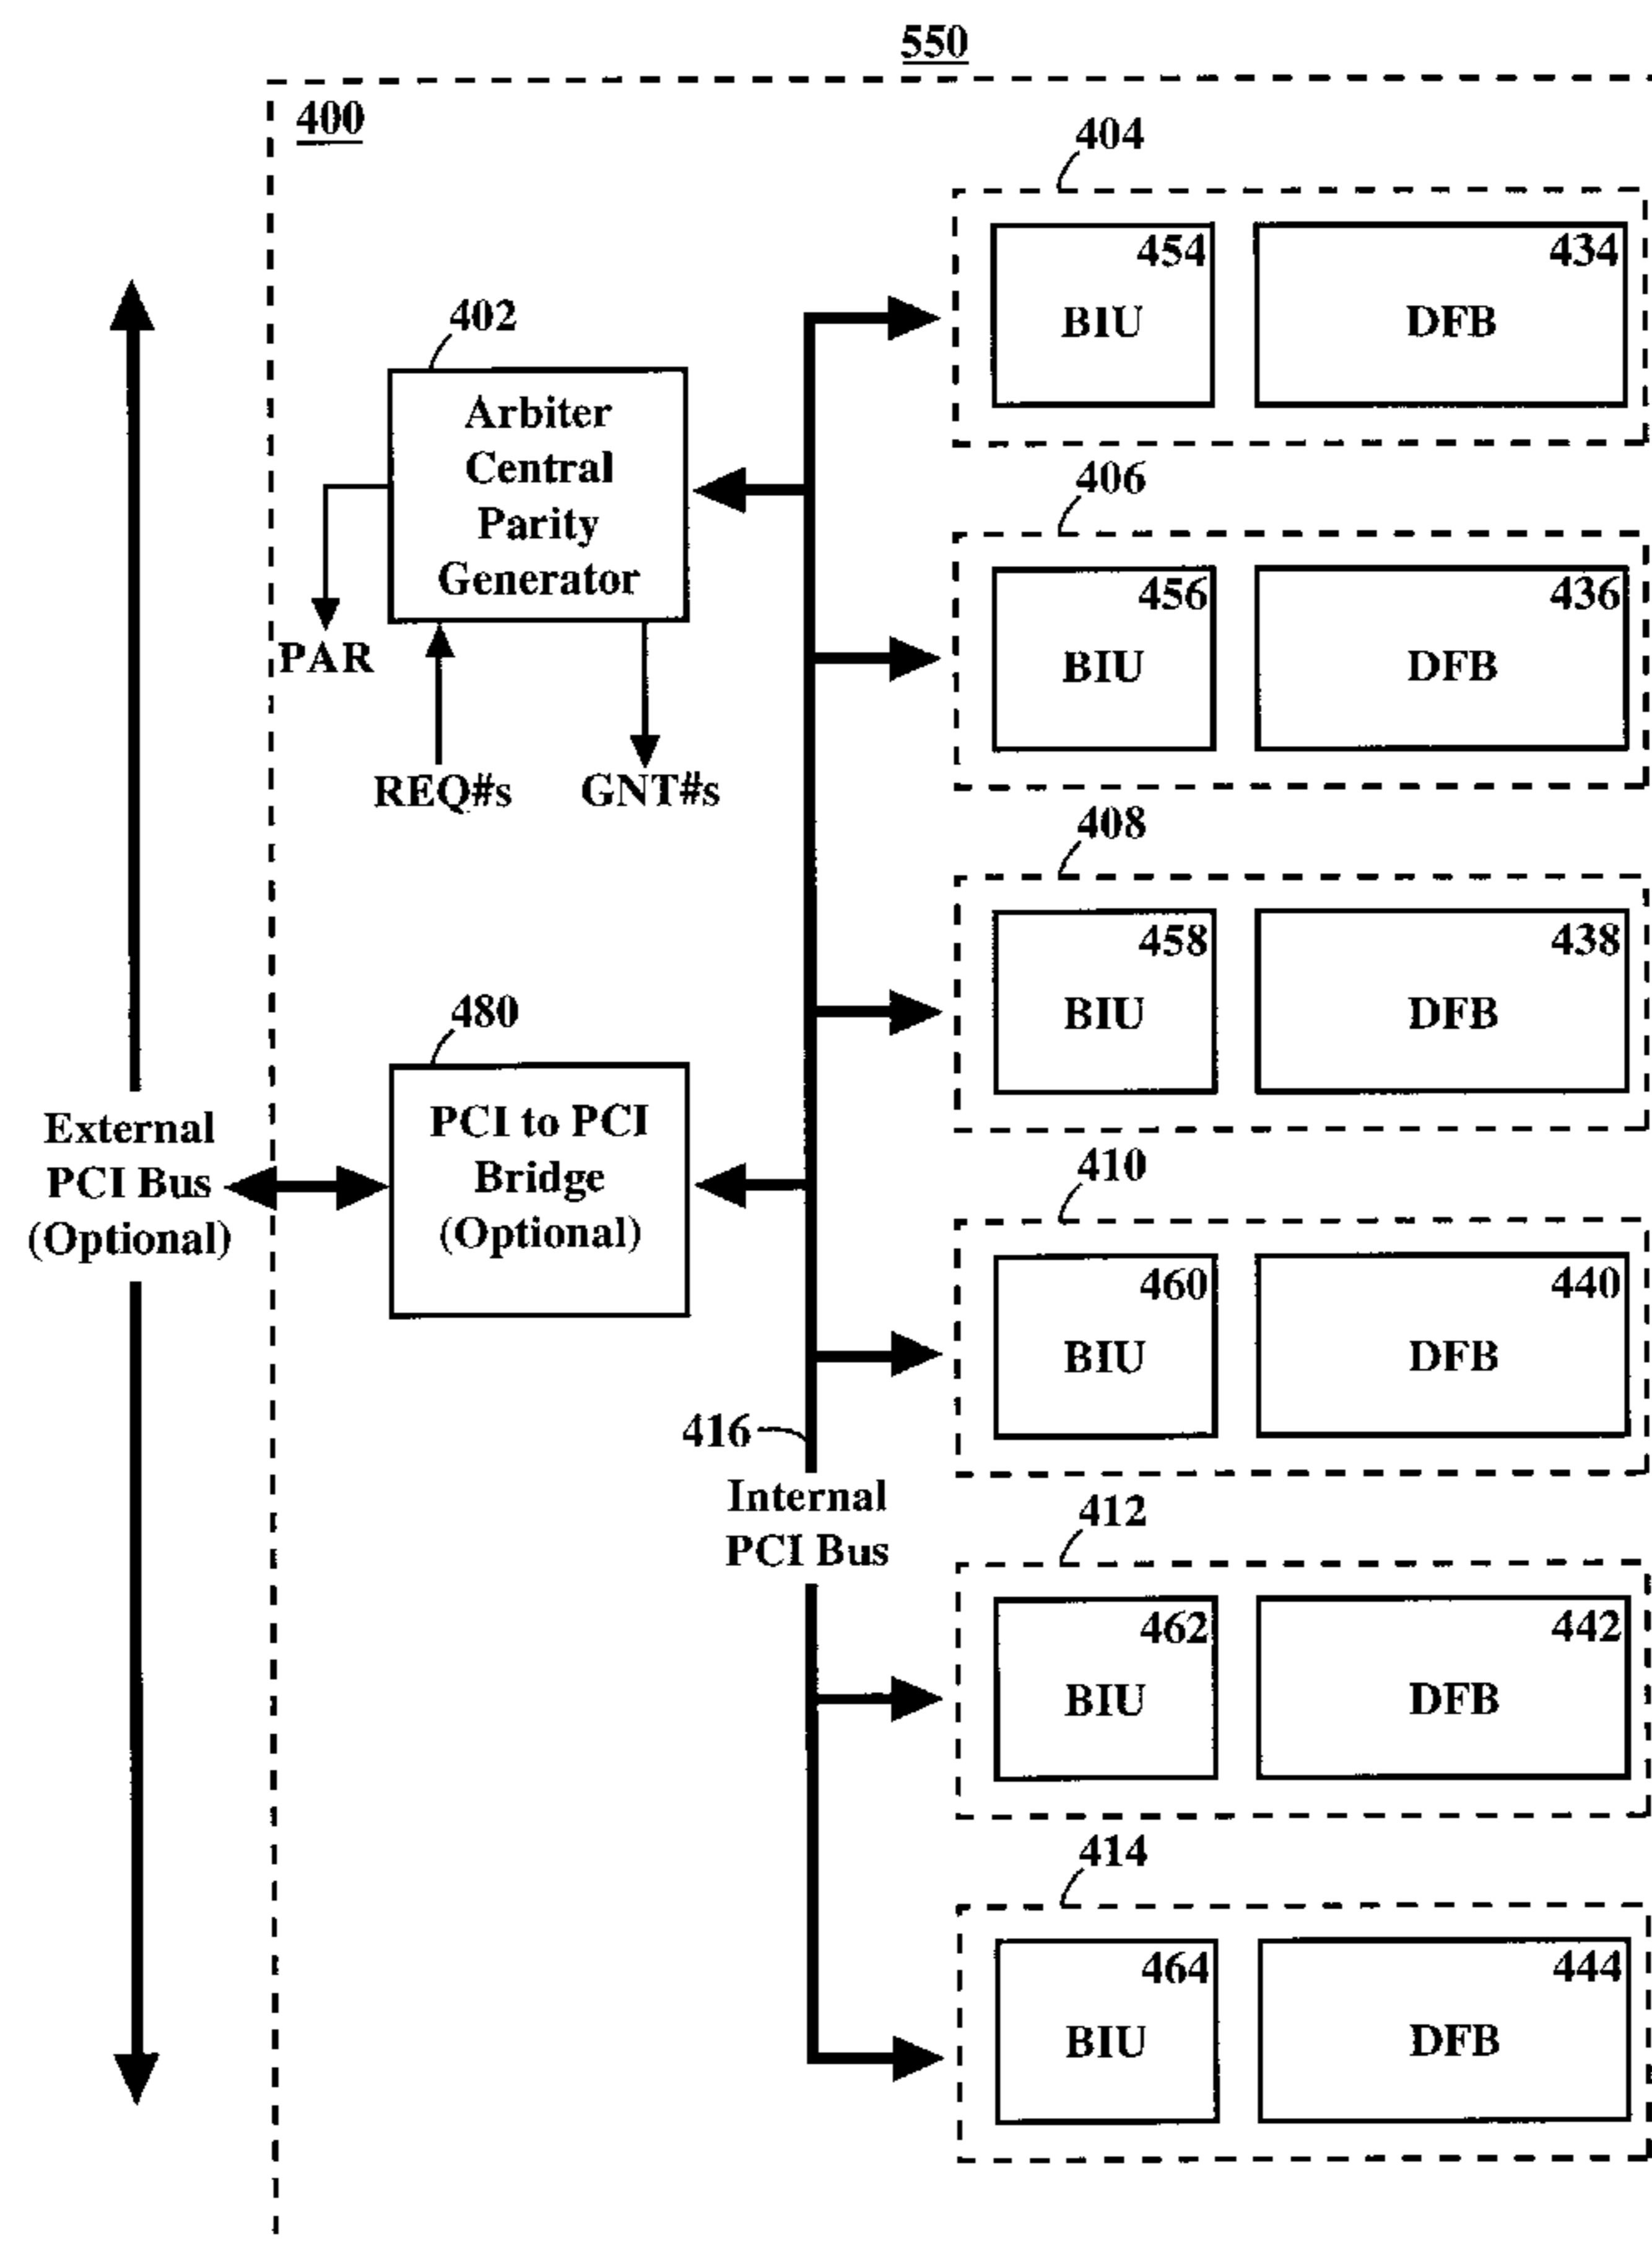 550
400
404
454
434
BIU
DFB
402
Arbiter
Central
Parity
Generator
PAR
REQ#s
GNT#s
406
456
436
BIU
DFB
408
458
438
BIU
DFB
480
PCI to PCI
Bridge
(Optional)
External
PCI Bus
(Optional)
410
460
440
BIU
DFB
416
Internal
PCI Bus
412
462
442
BIU
DFB
414
464
444
BIU
DFB